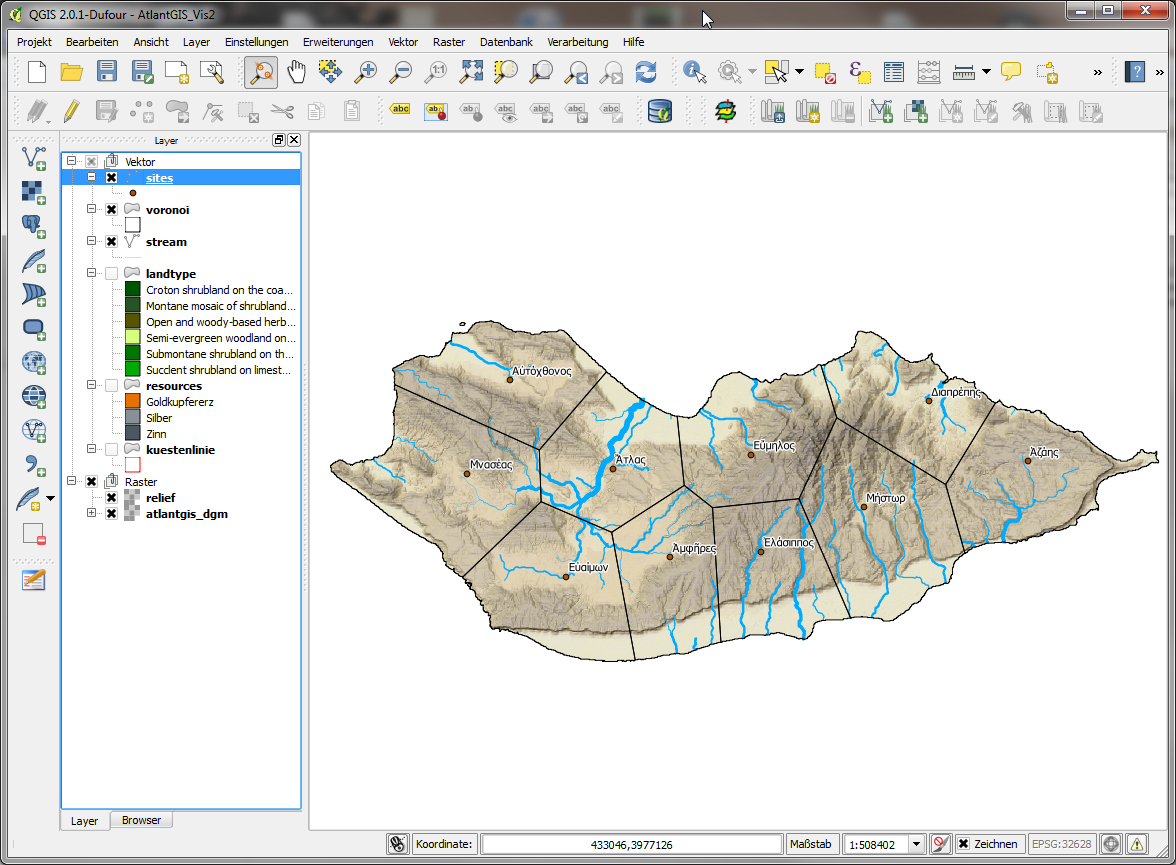 QGIS 2.0.1-Dufour - AtlantGIS_Vis2
Projekt Bearbeiten Ansicht Layer Einstellungen Erweiterungen Vektor Raster Datenbank Verarbeitung Hilfe
Layer
Vektor
sites
voronoi
stream
landtype
Croton shrubland on the coa...
Montane mosaic of shrubland...
Open and woody-based herb...
Semi-evergreen woodland on...
Submontane shrubland on th...
Succlent shrubland on limest...
resources
Goldkupfererz
Silber
Zinn
kuestenlinie
Raster
relief
atlantgis_dgm
Αὐτόχθονος
Διαπρέπης
Εὔμηλος
Ἄτλας
Ἀζάης
Μνασέας
Μήστωρ
Ἐλάσιππος
Ἀμφήρες
Ευαίμων
Layer Browser
Koordinate: 433046,3977126 Maßstab 1:508402 Zeichnen EPSG:32628